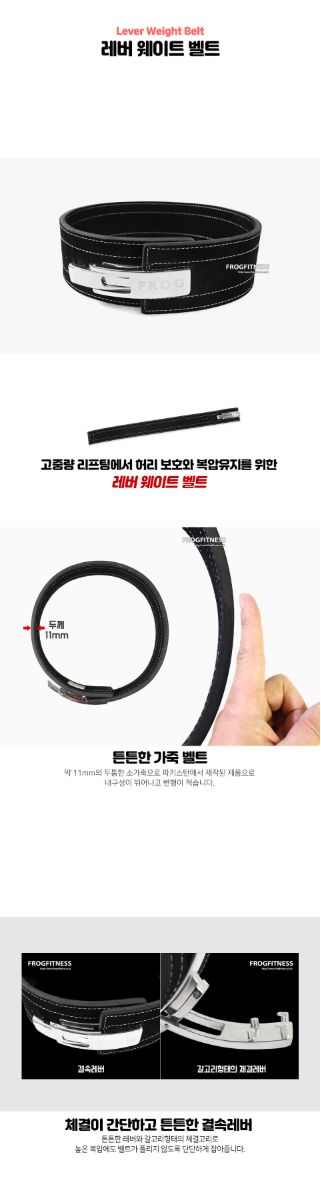 Lever Weight Belt
레버 웨이트 벨트
FROG
FROGFITNESS
고중량 리프팅에서 허리 보호와 복압유지를 위한
레버 웨이트 벨트
FROGFITNESS
두께
11mm
튼튼한 가죽 벨트
약 11mm의 두툼한 소가죽으로 파키스탄에서 제작된 제품으로
내구성이 뛰어나고 변형이 적습니다.
FROGFITNESS
결속레버
FROGFITNESS
갈고리형태의 체결레버
체결이 간단하고 튼튼한 결속레버
튼튼한 레버와 갈고리형태의 체결고리로
높은 복압에도 벨트가 풀리지 않도록 단단하게 잡아줍니다.